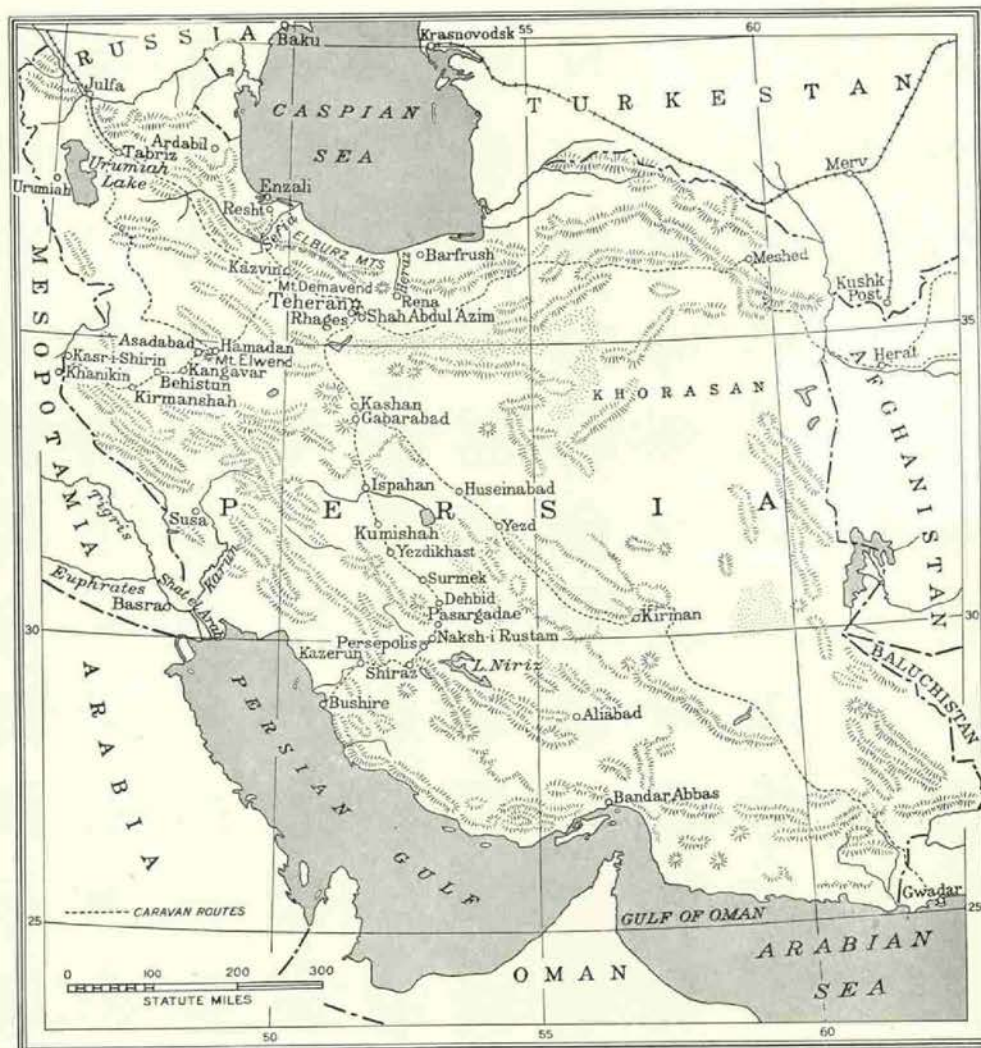 55
60
RUSSIA
Baku
Krasnovodsk
Julfa
CASPIAN
SEA
TURKESTAN
Ardabil
Tabriz
Urumiah
Lake
Urumiah
Merv
Enzali
Resht
Sefid
ELBURZ MTS
Barfrush
Meshed
Kazvin
Heraz
Mt.Demavend
Rena
Teheran
Rhages
Shah Abdul Azim
Kushk
Post
35
MESOPOTAMIA
Asadabad
Hamadan
Mt.Elwend
Kasri-Shirin
Kangavar
Khanikin
Behistun
Kirmanshah
Herat
KHORASAN
AFGHANISTAN
Kashan
Gabarabad
Ispahan
Huseinabad
PERSIA
Tigris
Susa
Kumishah
Yezd
Yezdikhast
Karun
Surmek
Euphrates
Shat el Arab
Basra
Dehbid
Pasargadae
Kirman
30
30
Persepolis
Naksh-i Rustam
Kazerun
Shiraz
L.Niriz
BALUCHISTAN
ARABIA
PERSIAN GULF
Bushire
Aliabad
Bandar Abbas
Gwadar
CARAVAN ROUTES
25
25
GULF OF OMAN
ARABIAN
SEA
OMAN
0 100 200 300
STATUTE MILES
50
55
60